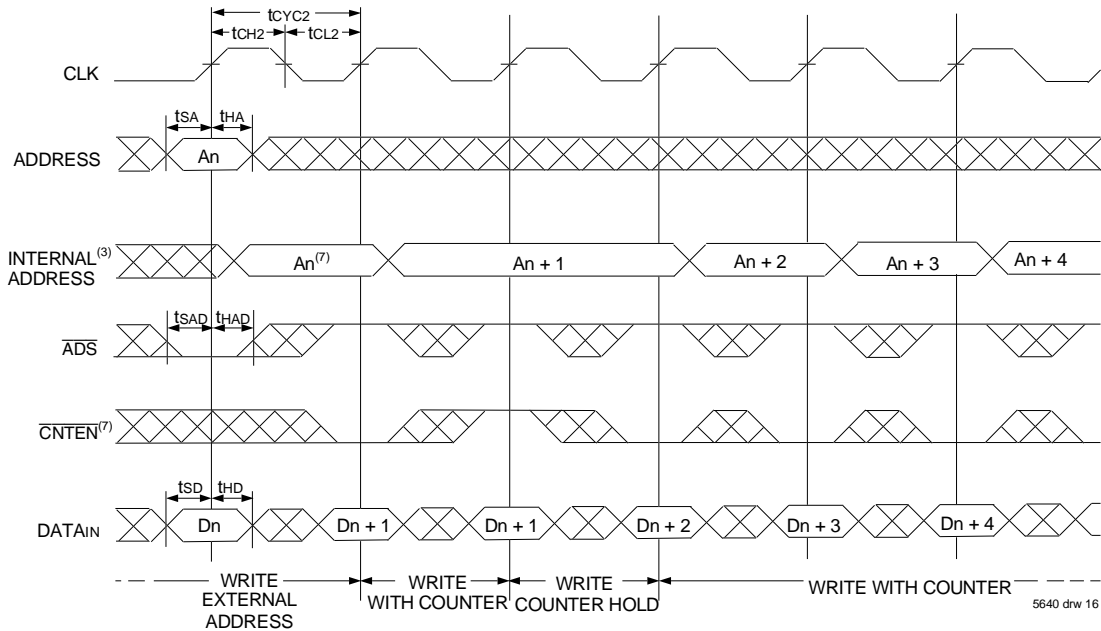 tCYC2
tCH2 tCL2
CLK
tSA tHA
ADDRESS An
INTERNAL(3) ADDRESS An(7) An + 1 An + 2 An + 3 An + 4
tSAD tHAD
ADS
CNTEN(7)
tSD tHD
DATAIN Dn Dn + 1 Dn + 1 Dn + 2 Dn + 3 Dn + 4
WRITE EXTERNAL ADDRESS
WRITE WITH COUNTER
WRITE COUNTER HOLD
WRITE WITH COUNTER
5640 drw 16